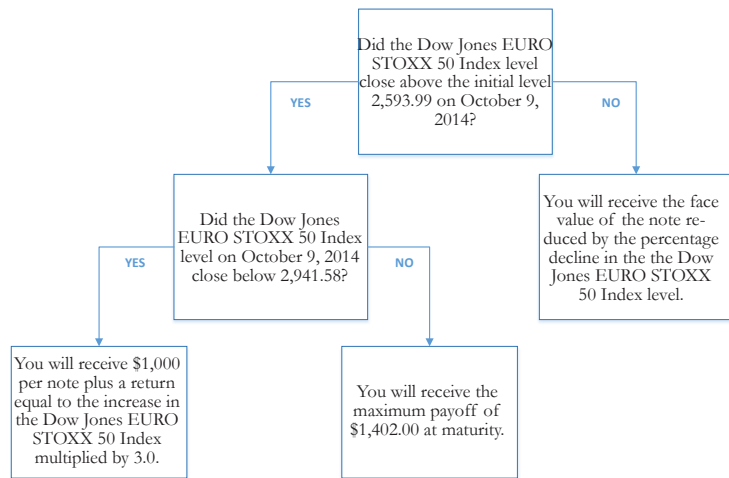 Did the Dow Jones EURO
STOXX 50 Index level
close above the initial level
2,593.99 on October 9,
2014?
YES
NO
Did the Dow Jones
EURO STOXX 50 Index
level on October 9, 2014
close below 2,941.58?
You will receive the face
value of the note re-
duced by the percentage
decline in the the Dow
Jones EURO STOXX
50 Index level.
YES
NO
You will receive $1,000
per note plus a return
equal to the increase in
the Dow Jones EURO
STOXX 50 Index
multiplied by 3.0.
You will receive the
maximum payoff of
$1,402.00 at maturity.